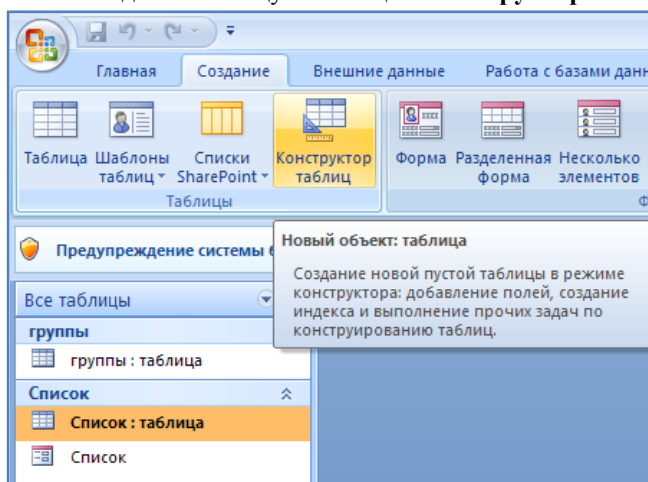 Главная Создание Внешние данные Работа с базами
Таблица Шаблоны таблиц Списки SharePoint Конструктор таблиц Форма Разделенная форма Несколько элементов
Таблицы
Предупреждение системы
Новый объект: таблица
Создание новой пустой таблицы в режиме
конструктора: добавление полей, создание
индекса и выполнение прочих задач по
конструированию таблиц.
Все таблицы
группы
группы : таблица
Список
Список : таблица
Список